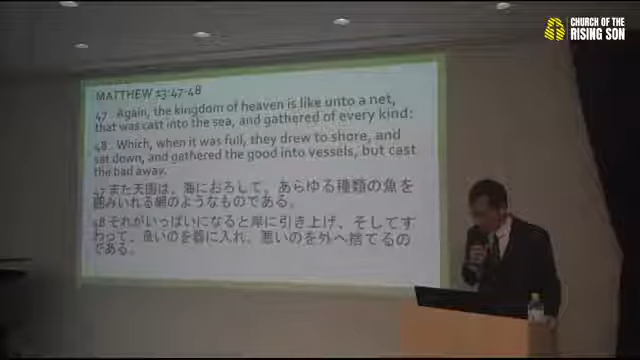 CHURCH OF THE
RISING SON
MATTHEW 13:47-48
47 . Again, the kingdom of heaven is like unto a net,
that was cast into the sea, and gathered of every kind:
48 . Which, when it was full, they drew to shore, and
sat down, and gathered the good into vessels, but cast
the bad away.
47 また天国は、海におろして、あらゆる種類の魚を
囲みいれる網のようなものである。
48 それがいっぱいになると岸に引き上げ、そしてす
わって、良いのを器に入れ、悪いのを外へ捨てるの
である。